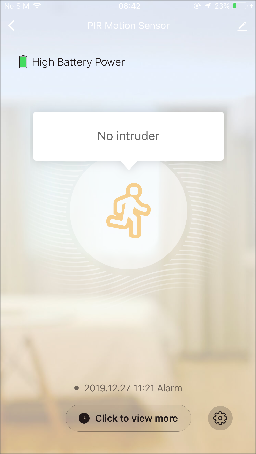 08:42
23%
PIR Motion Sensor
High Battery Power
No intruder
2019.12.27 11:21 Alarm
Click to view more